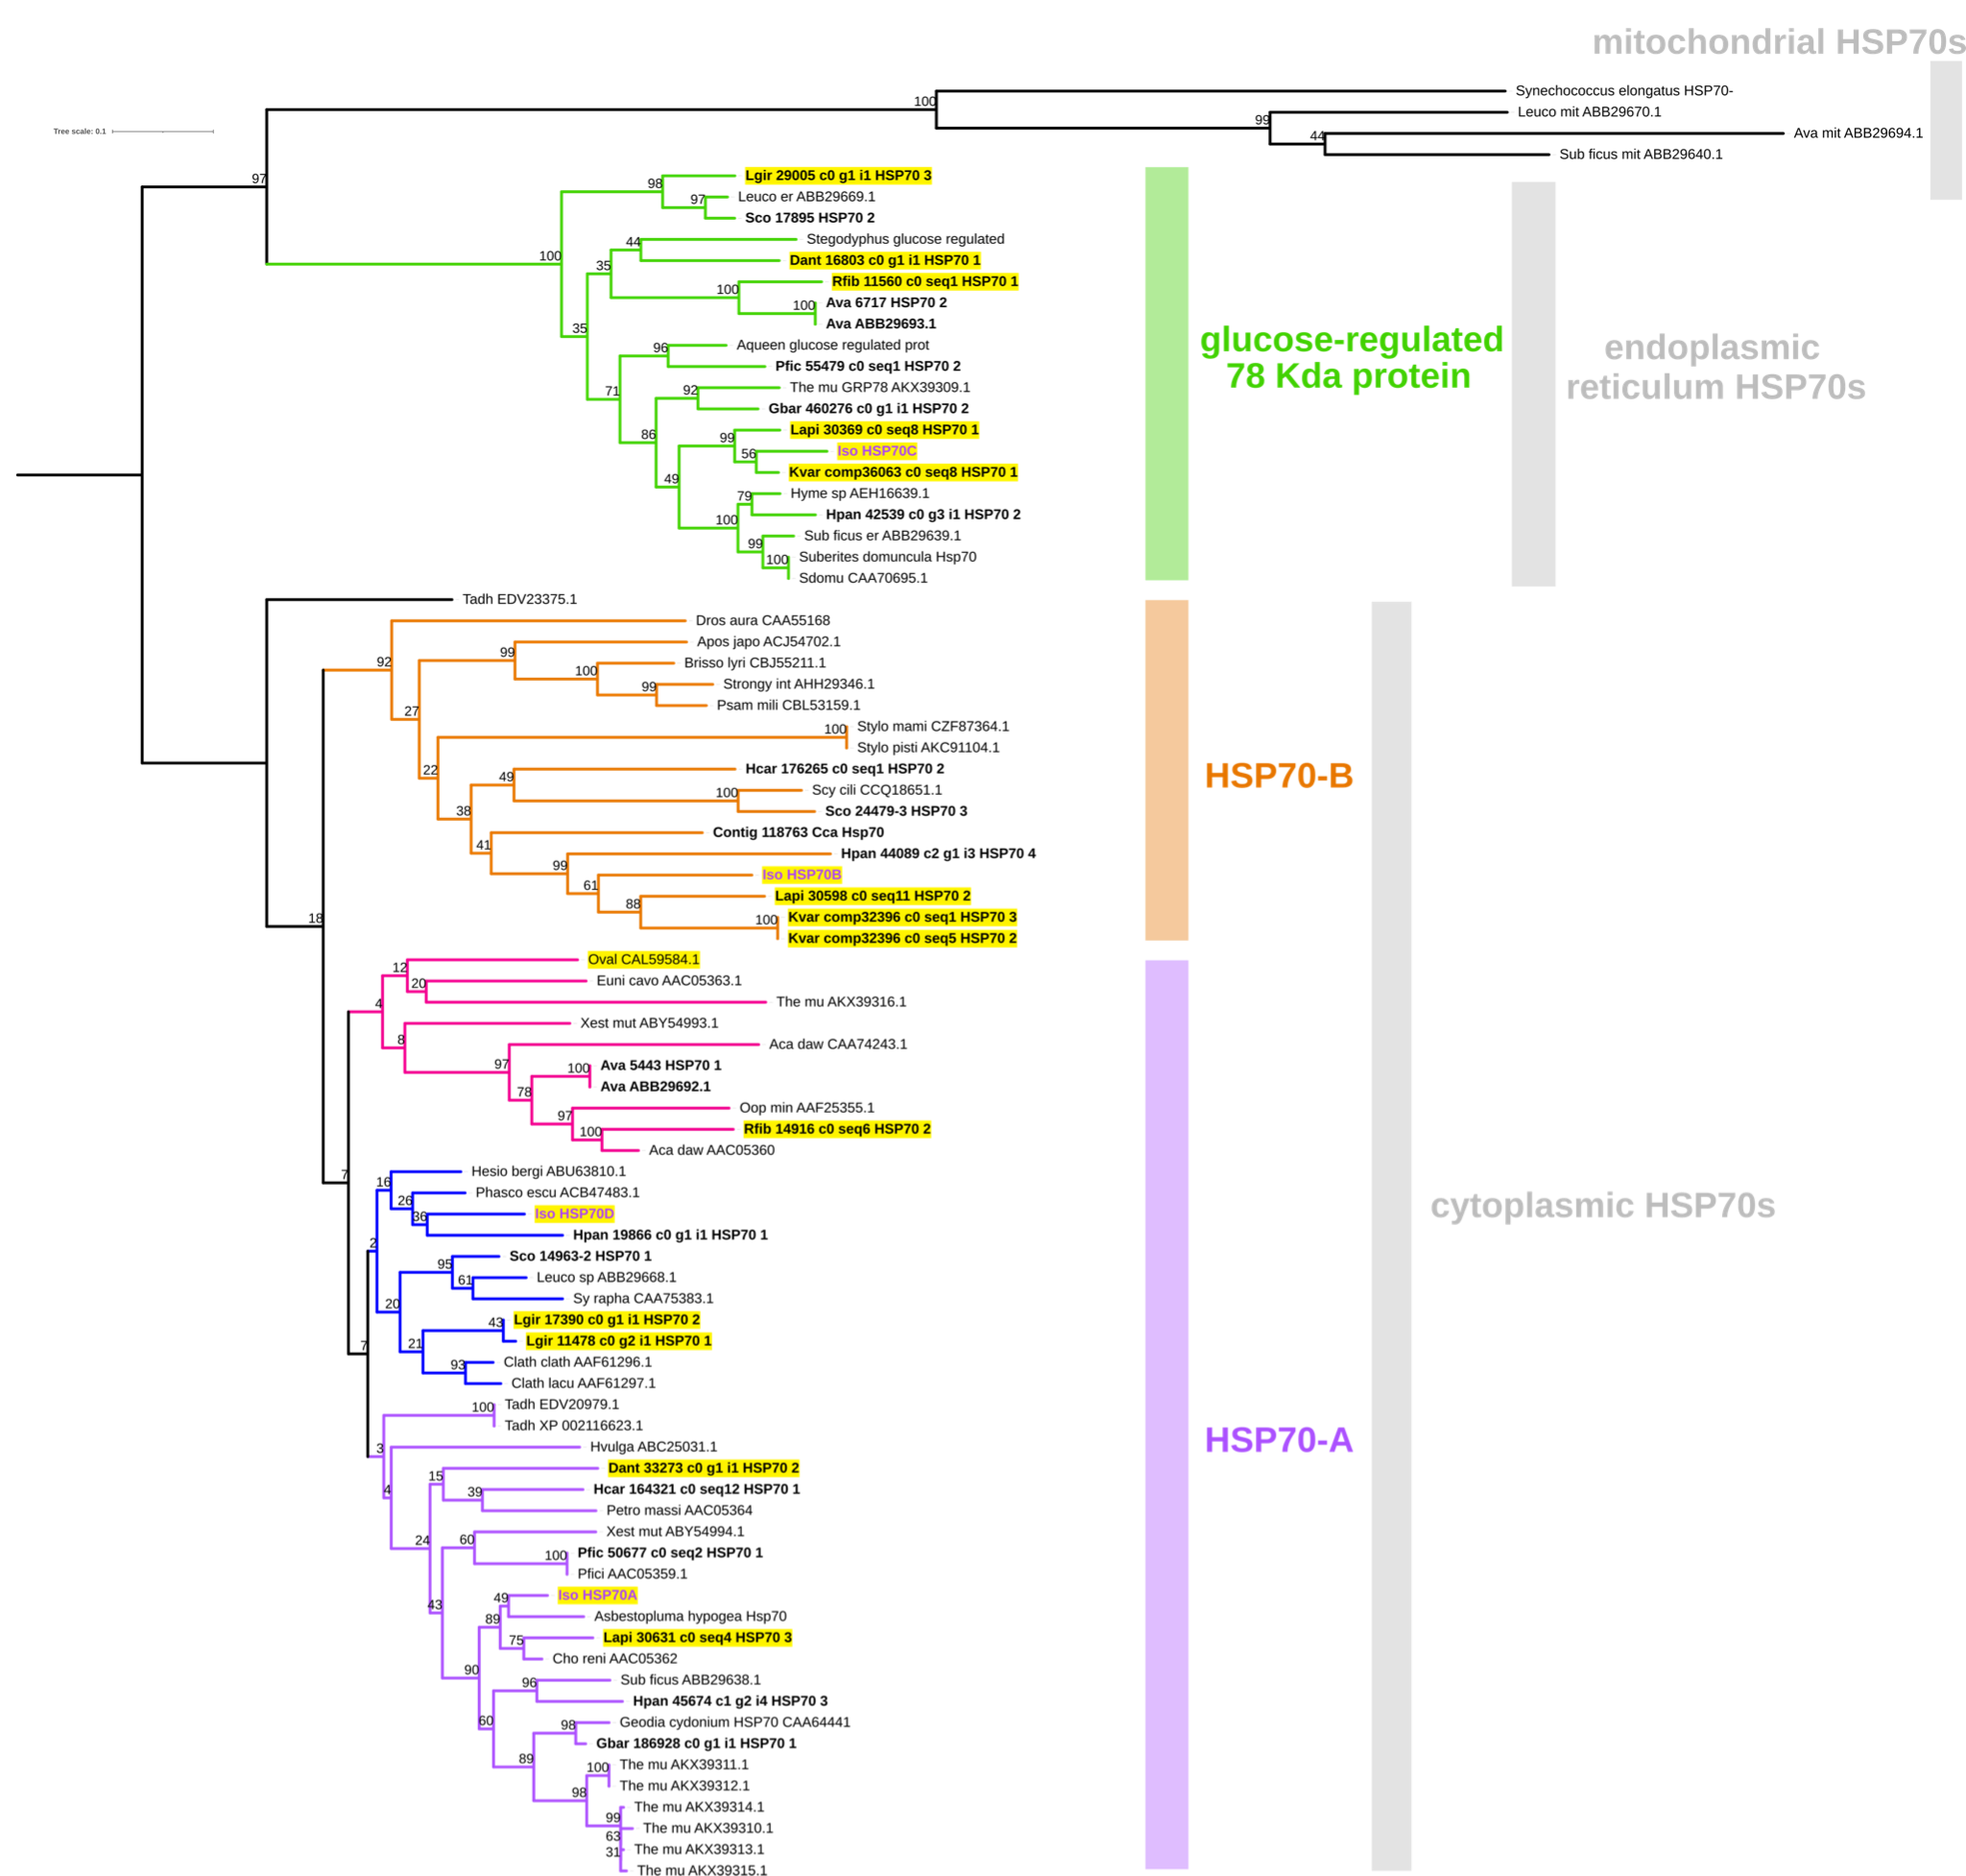 mitochondrial HSP70s
Tree scale: 0.1
100
Synechococcus elongatus HSP70-
Leuco mit ABB29670.1
99
Ava mit ABB29694.1
44
Sub ficus mit ABB29640.1
97
Lgir 29005 c0 g1 i1 HSP70 3
98
Leuco er ABB29669.1
97
Sco 17895 HSP70 2
Stegodyphus glucose regulated
44
Dant 16803 c0 g1 i1 HSP70 1
100
35
Rfib 11560 c0 seq1 HSP70 1
100
Ava 6717 HSP70 2
100
Ava ABB29693.1
35
Aqueen glucose regulated prot
96
Pfic 55479 c0 seq1 HSP70 2
71
The mu GRP78 AKX39309.1
92
Gbar 460276 c0 g1 i1 HSP70 2
86
Lapi 30369 c0 seq8 HSP70 1
99
Iso HSP70C
56
Kvar comp36063 c0 seq8 HSP70 1
49
Hyme sp AEH16639.1
79
Hpan 42539 c0 g3 i1 HSP70 2
100
Sub ficus er ABB29639.1
99
Suberites domuncula Hsp70
100
Sdomu CAA70695.1
glucose-regulated
78 Kda protein
endoplasmic
reticulum HSP70s
Tadh EDV23375.1
Dros aura CAA55168
92
Apos japo ACJ54702.1
99
Brisso lyri CBJ55211.1
100
Strongy int AHH29346.1
99
Psam mili CBL53159.1
27
Stylo mami CZF87364.1
100
Stylo pisti AKC91104.1
22
Hcar 176265 c0 seq1 HSP70 2
49
Scy cili CCQ18651.1
100
Sco 24479-3 HSP70 3
38
Contig 118763 Cca Hsp70
41
Hpan 44089 c2 g1 i3 HSP70 4
99
Iso HSP70B
61
Lapi 30598 c0 seq11 HSP70 2
88
Kvar comp32396 c0 seq1 HSP70 3
100
Kvar comp32396 c0 seq5 HSP70 2
HSP70-B
18
Oval CAL59584.1
12
Euni cavo AAC05363.1
20
The mu AKX39316.1
4
Xest mut ABY54993.1
8
Aca daw CAA74243.1
97
Ava 5443 HSP70 1
100
Ava ABB29692.1
78
Oop min AAF25355.1
97
Rfib 14916 c0 seq6 HSP70 2
100
Aca daw AAC05360
7
Hesio bergi ABU63810.1
16
Phasco escu ACB47483.1
26
Iso HSP70D
36
Hpan 19866 c0 g1 i1 HSP70 1
2
Sco 14963-2 HSP70 1
95
Leuco sp ABB29668.1
61
Sy rapha CAA75383.1
20
Lgir 17390 c0 g1 i1 HSP70 2
43
Lgir 11478 c0 g2 i1 HSP70 1
21
Clath clath AAF61296.1
93
Clath lacu AAF61297.1
7
cytoplasmic HSP70s
Tadh EDV20979.1
100
Tadh XP 002116623.1
3
Hvulga ABC25031.1
4
Dant 33273 c0 g1 i1 HSP70 2
15
Hcar 164321 c0 seq12 HSP70 1
39
Petro massi AAC05364
24
Xest mut ABY54994.1
60
Pfic 50677 c0 seq2 HSP70 1
100
Pfici AAC05359.1
43
Iso HSP70A
49
Asbestopluma hypogea Hsp70
89
Lapi 30631 c0 seq4 HSP70 3
75
Cho reni AAC05362
90
Sub ficus ABB29638.1
96
Hpan 45674 c1 g2 i4 HSP70 3
60
Geodia cydonium HSP70 CAA64441
98
Gbar 186928 c0 g1 i1 HSP70 1
89
The mu AKX39311.1
100
The mu AKX39312.1
98
The mu AKX39314.1
99
The mu AKX39310.1
63
The mu AKX39313.1
31
The mu AKX39315.1
HSP70-A